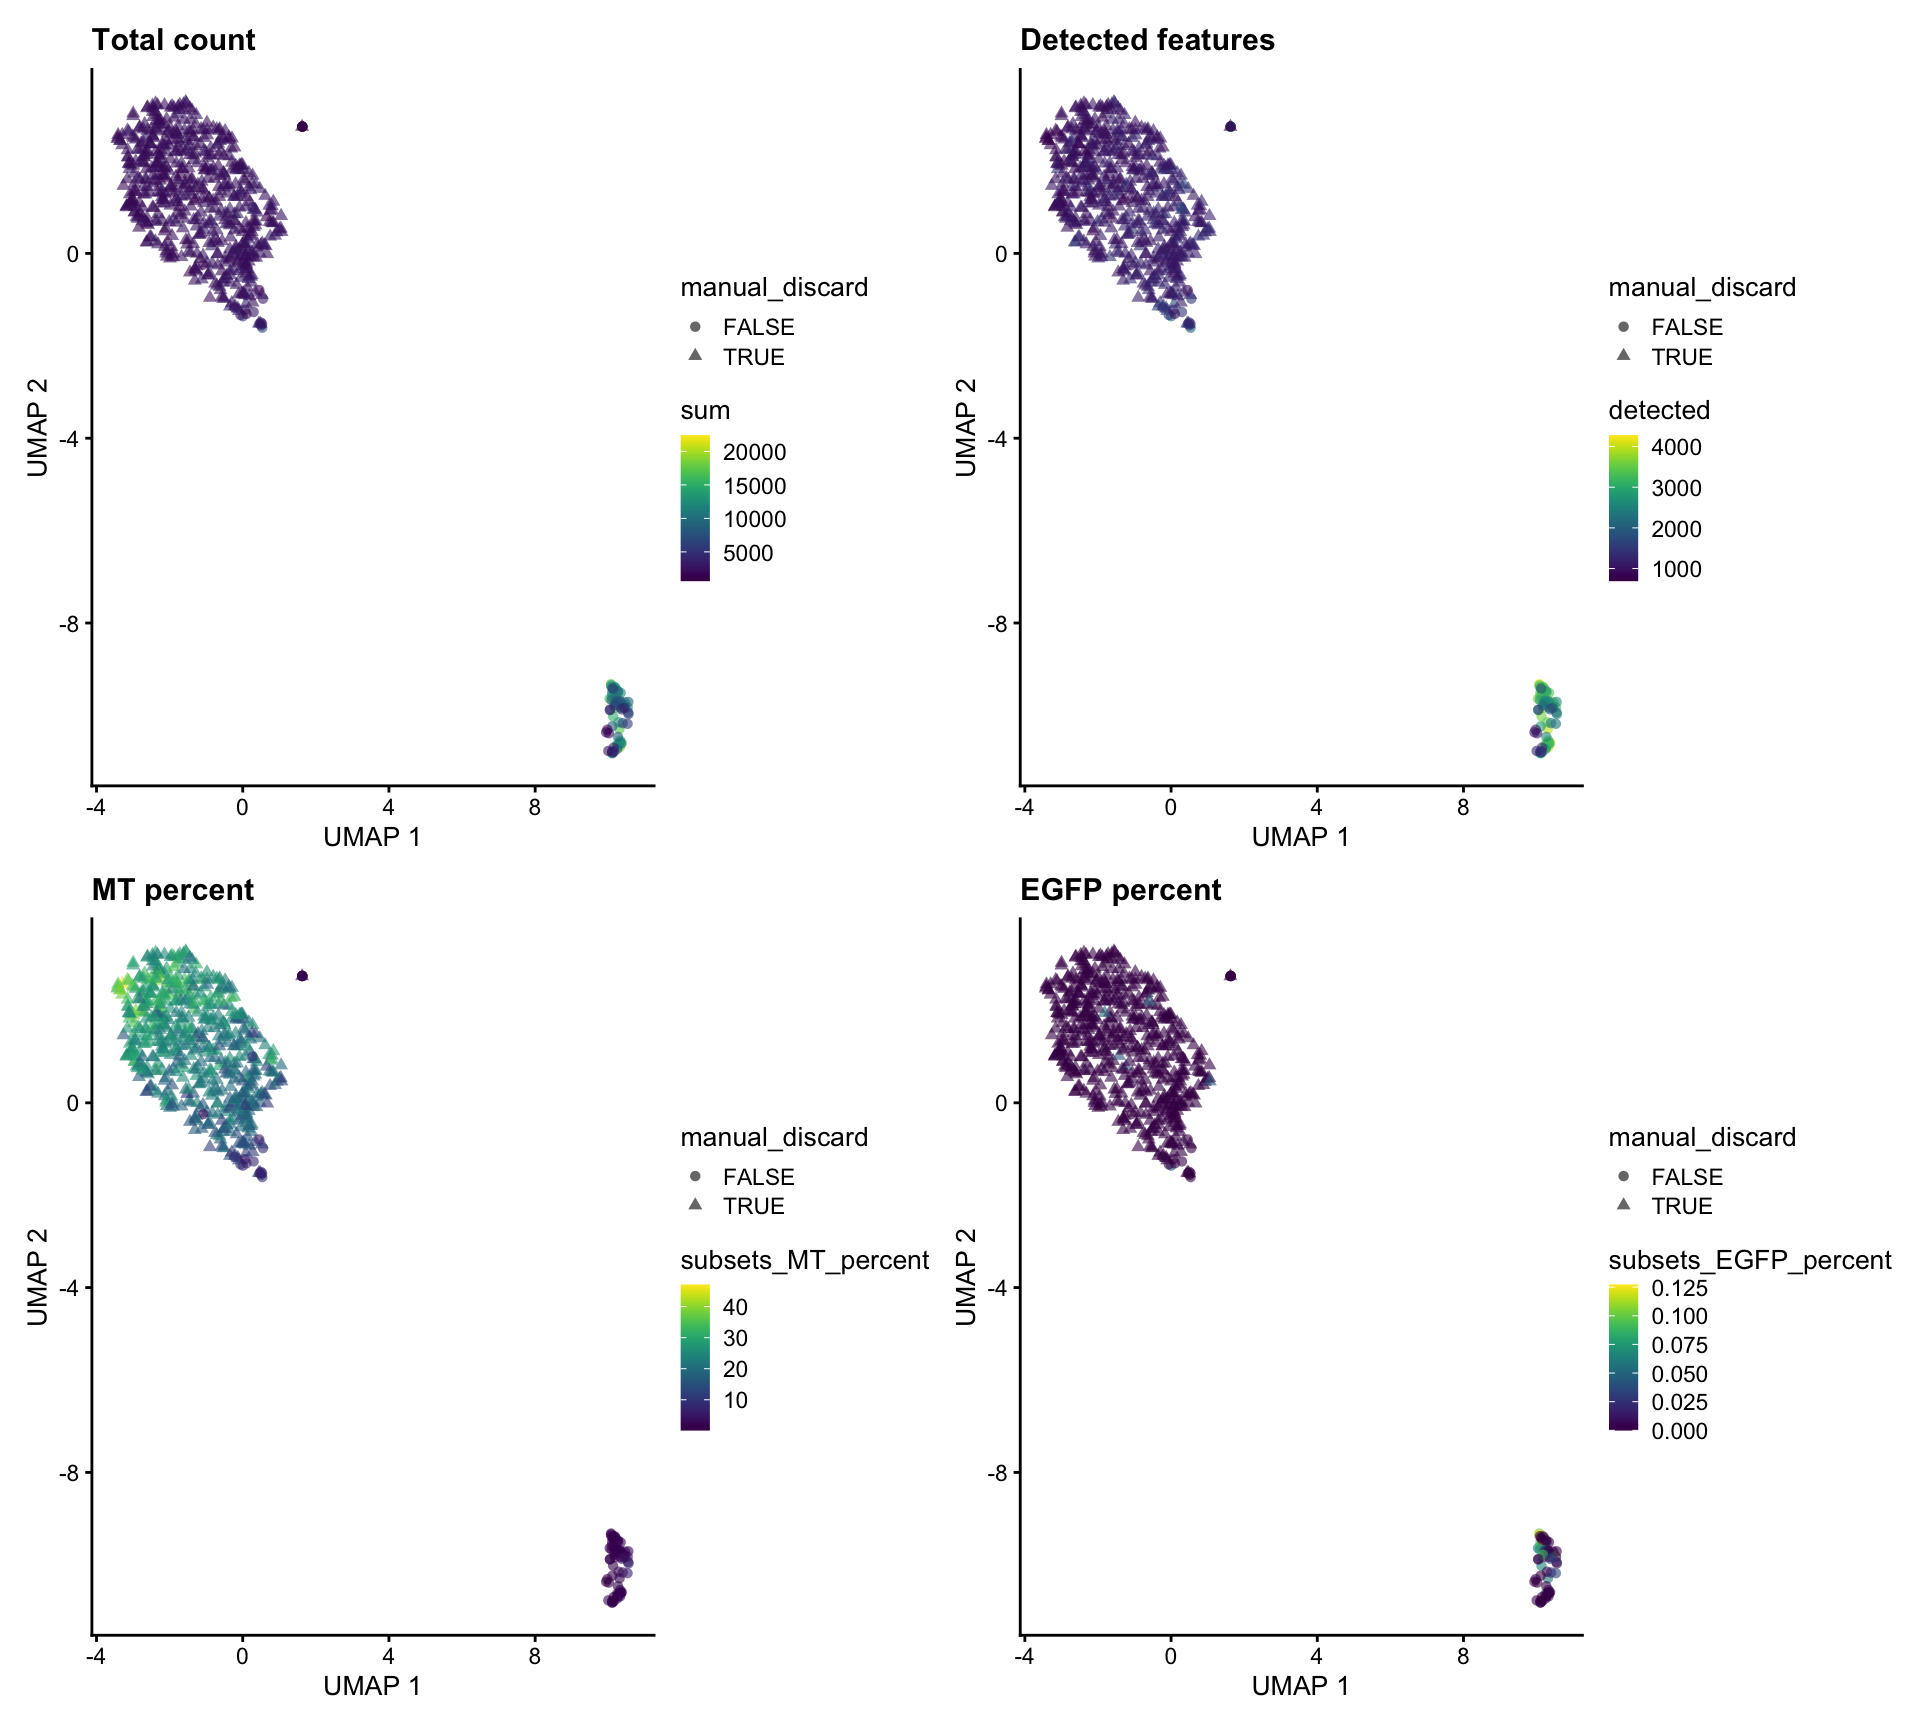 Total count
UMAP 2
0
-4
-8
-4 0 4 8
UMAP 1
manual_discard
FALSE
TRUE
sum
20000
15000
10000
5000
Detected features
UMAP 2
0
-4
-8
-4 0 4 8
UMAP 1
manual_discard
FALSE
TRUE
detected
4000
3000
2000
1000
MT percent
UMAP 2
0
-4
-8
-4 0 4 8
UMAP 1
manual_discard
FALSE
TRUE
subsets_MT_percent
40
30
20
10
EGFP percent
UMAP 2
0
-4
-8
-4 0 4 8
UMAP 1
manual_discard
FALSE
TRUE
subsets_EGFP_percent
0.125
0.100
0.075
0.050
0.025
0.000